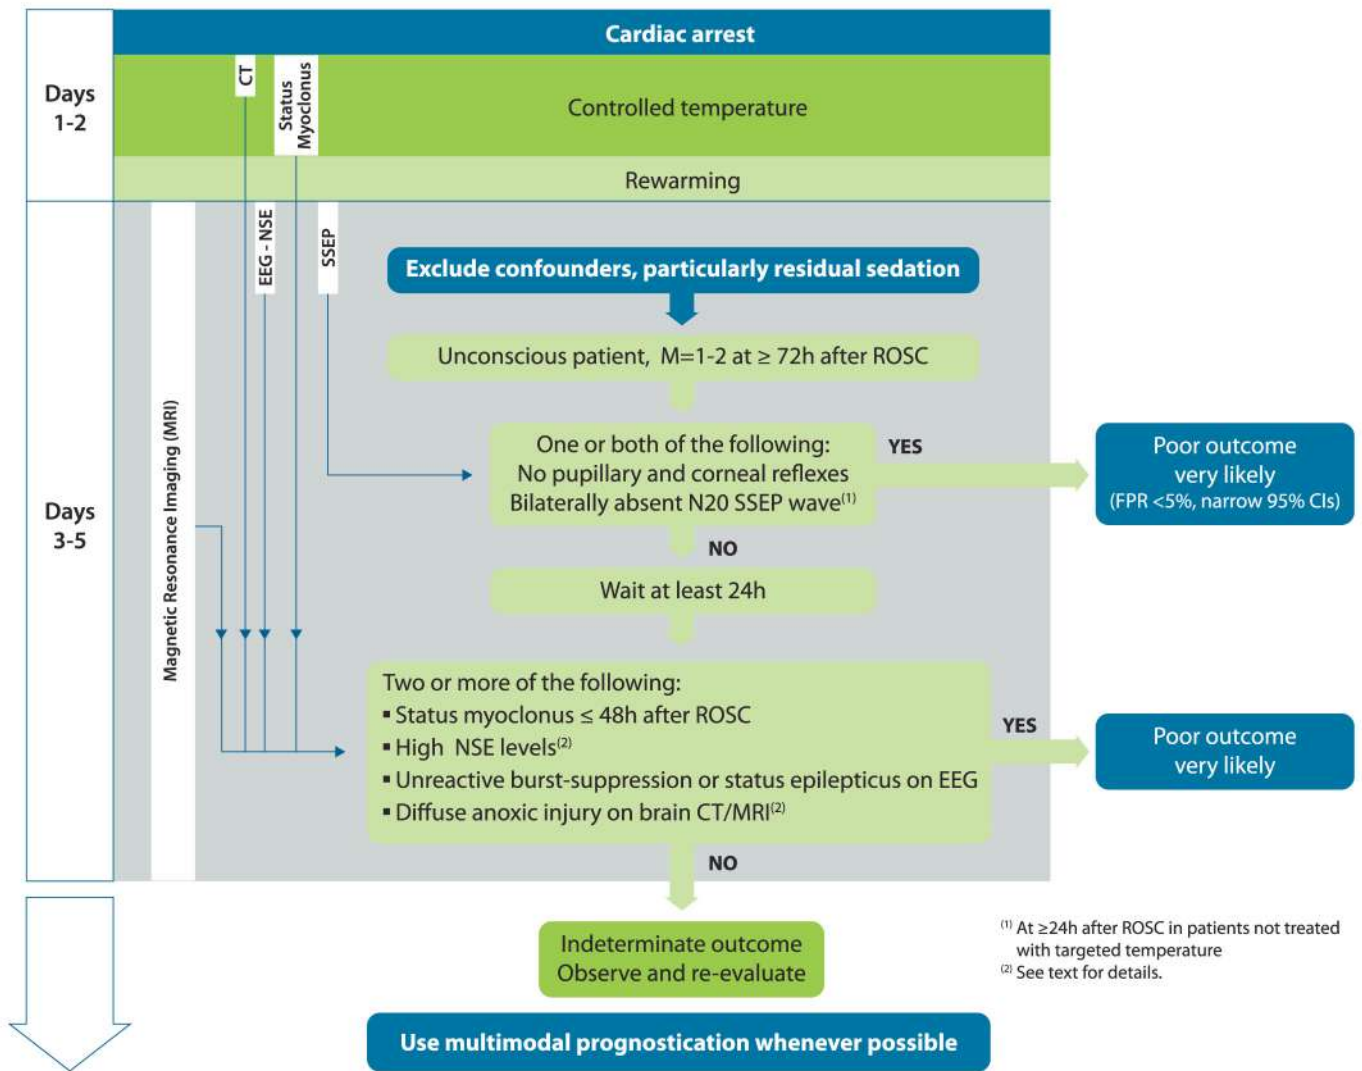 Cardiac arrest
Days
1-2
CT
Status
Myoclonus
Controlled temperature
Rewarming
Days
3-5
Magnetic Resonance Imaging (MRI)
EEG - NSE
SSEP
Exclude confounders, particularly residual sedation
Unconscious patient, M=1-2 at ≥ 72h after ROSC
One or both of the following:
No pupillary and corneal reflexes
Bilaterally absent N20 SSEP wave(1)
YES
Poor outcome
very likely
(FPR <5%, narrow 95% CIs)
NO
Wait at least 24h
Two or more of the following:
▪ Status myoclonus ≤ 48h after ROSC
▪ High NSE levels(2)
▪ Unreactive burst-suppression or status epilepticus on EEG
▪ Diffuse anoxic injury on brain CT/MRI(2)
YES
Poor outcome
very likely
NO
Indeterminate outcome
Observe and re-evaluate
(1) At ≥24h after ROSC in patients not treated
with targeted temperature
(2) See text for details.
Use multimodal prognostication whenever possible